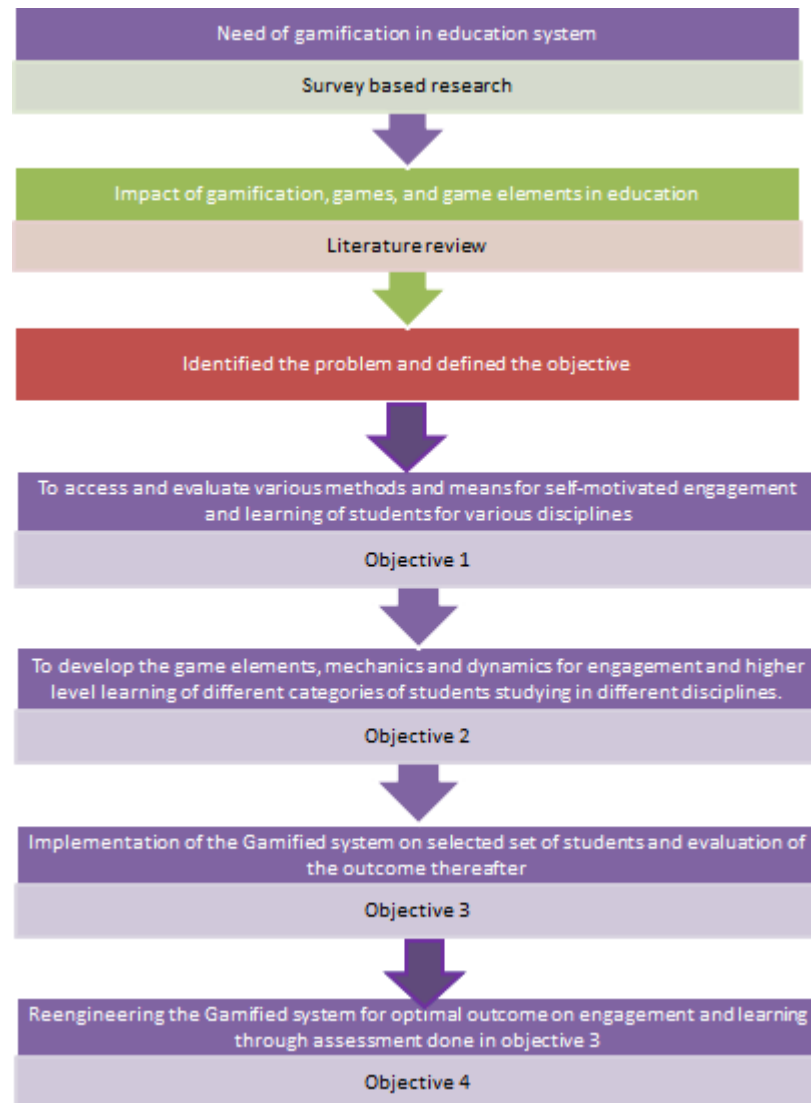 Need of gamification in education system
Survey based research
Impact of gamification, games, and game elements in education
Literature review
Identified the problem and defined the objective
To access and evaluate various methods and means for self-motivated engagement
and learning of students for various disciplines
Objective 1
To develop the game elements, mechanics and dynamics for engagement and higher
level learning of different categories of students studying in different disciplines.
Objective 2
Implementation of the Gamified system on selected set of students and evaluation of
the outcome thereafter
Objective 3
Reengineering the Gamified system for optimal outcome on engagement and learning
through assessment done in objective 3
Objective 4